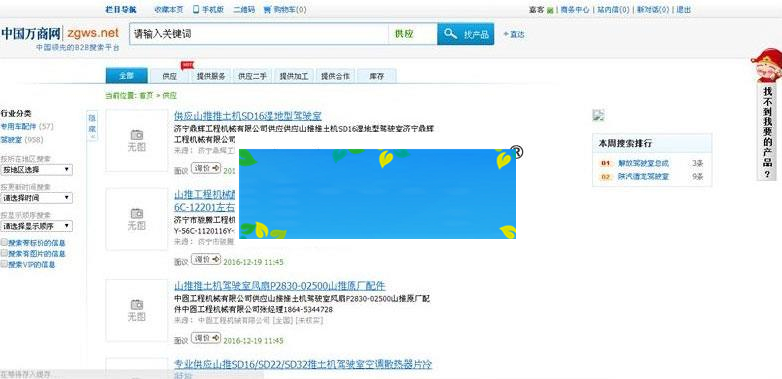 栏目导航 收藏本页 手机版 二维码 购物车(0) 嘉客 商务中心 站内信(0) 新对话(0) 退出
中国万商网 zgws.net
中国领先的B2B搜索平台
请输入关键词 供应 找产品 +直达
全部 供应 提供服务 供应二手 提供加工 提供合作 库存
当前位置: 首页 > 供应
行业分类
专用车配件 (57)
驾驶室 (958)
按所在地区搜索
按地区选择
按更新时间搜索
请选择时间
按显示顺序搜索
请选择显示顺序
搜索带标价的信息
搜索有图片的信息
搜索VIP的信息
隐藏
无图
供应山推推土机SD16湿地型驾驶室
济宁鼎辉工程机械有限公司供应供应山推推土机SD16湿地型驾驶室济宁鼎辉
工程机械有限公司
来源: 济宁鼎辉工
面议 询价 201
®
无图
山推工程机械配
6C-12201左右
济宁市骏腾工程机
Y-56C-1120116Y-
来源: 济宁市骏腾
面议 询价 2016-12-19 11:45
无图
山推推土机驾驶室风扇P2830-02500山推原厂配件
中国工程机械有限公司供应山推推土机驾驶室风扇P2830-02500山推原厂配
件中国工程机械有限公司张经理1864-5344728
来源: 中国工程机械有限公司 [全国] [未核实]
面议 询价 2016-12-19 11:45
专业供应山推SD16/SD22/SD32推土机驾驶室空调散热器片冷
本周搜索排行
01 解放驾驶室总成 3条
02 陕汽德龙驾驶室 9条
找不到我要的产品?
正在等待存入缓存...